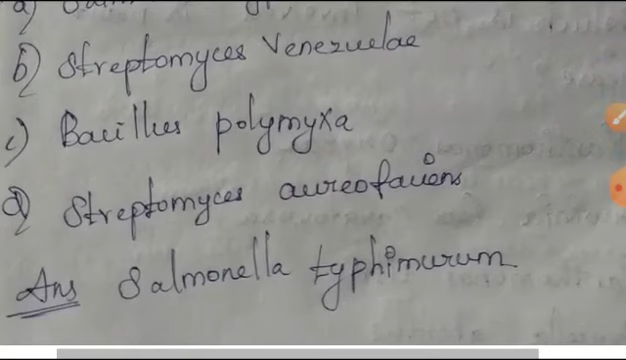 a)
b) Streptomyces Venezuelae
c) Bacillus polymyxa
d) Streptomyces aureofaciens
Ans Salmonella typhimurum